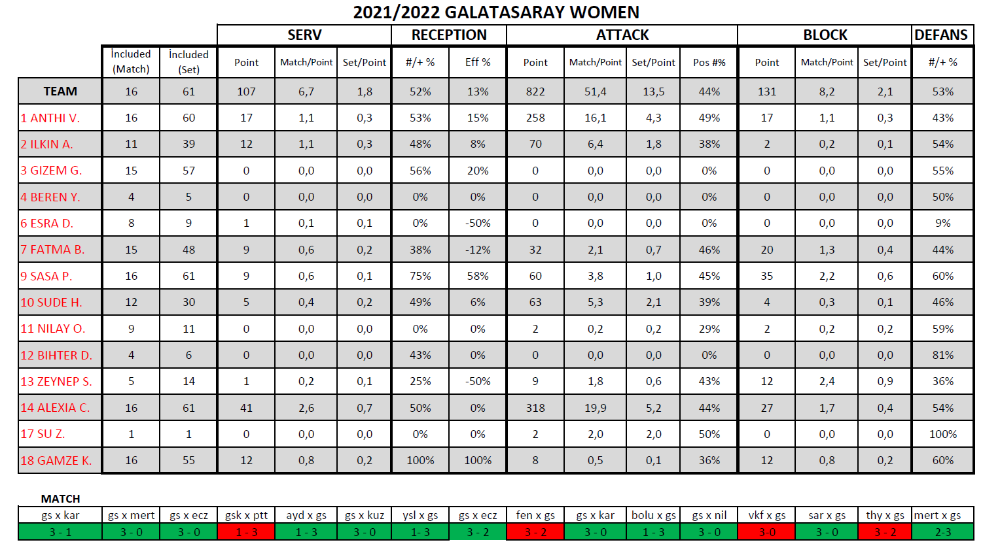 2021/2022 GALATASARAY WOMEN
SERV RECEPTION ATTACK BLOCK DEFANS
İncluded (Match) İncluded (Set) Point Match/Point Set/Point #/+ % Eff % Point Match/Point Set/Point Pos #% Point Match/Point Set/Point #/+ %
TEAM 16 61 107 6,7 1,8 52% 13% 822 51,4 13,5 44% 131 8,2 2,1 53%
1 ANTHI V. 16 60 17 1,1 0,3 53% 15% 258 16,1 4,3 49% 17 1,1 0,3 43%
2 ILKIN A. 11 39 12 1,1 0,3 48% 8% 70 6,4 1,8 38% 2 0,2 0,1 54%
3 GIZEM G. 15 57 0 0,0 0,0 56% 20% 0 0,0 0,0 0% 0 0,0 0,0 55%
4 BEREN Y. 4 5 0 0,0 0,0 0% 0% 0 0,0 0,0 0% 0 0,0 0,0 50%
6 ESRA D. 8 9 1 0,1 0,1 0% -50% 0 0,0 0,0 0% 0 0,0 0,0 9%
7 FATMA B. 15 48 9 0,6 0,2 38% -12% 32 2,1 0,7 46% 20 1,3 0,4 44%
9 SASA P. 16 61 9 0,6 0,1 75% 58% 60 3,8 1,0 45% 35 2,2 0,6 60%
10 SUDE H. 12 30 5 0,4 0,2 49% 6% 63 5,3 2,1 39% 4 0,3 0,1 46%
11 NILAY O. 9 11 0 0,0 0,0 0% 0% 2 0,2 0,2 29% 2 0,2 0,2 59%
12 BIHTER D. 4 6 0 0,0 0,0 43% 0% 0 0,0 0,0 0% 0 0,0 0,0 81%
13 ZEYNEP S. 5 14 1 0,2 0,1 25% -50% 9 1,8 0,6 43% 12 2,4 0,9 36%
14 ALEXIA C. 16 61 41 2,6 0,7 50% 0% 318 19,9 5,2 44% 27 1,7 0,4 54%
17 SU Z. 1 1 0 0,0 0,0 0% 0% 2 2,0 2,0 50% 0 0,0 0,0 100%
18 GAMZE K. 16 55 12 0,8 0,2 100% 100% 8 0,5 0,1 36% 12 0,8 0,2 60%
MATCH
gs x kar gs x mert gs x ecz gsk x ptt ayd x gs gs x kuz ysl x gs gs x ecz fen x gs gs x kar bolu x gs gs x nil vkf x gs sar x gs thy x gs mert x gs
3 - 1 3 - 0 3 - 0 1 - 3 1 - 3 3 - 0 1- 3 3 - 2 3 - 2 3 - 0 1 - 3 3 - 0 3-0 3 - 0 3 - 2 2-3